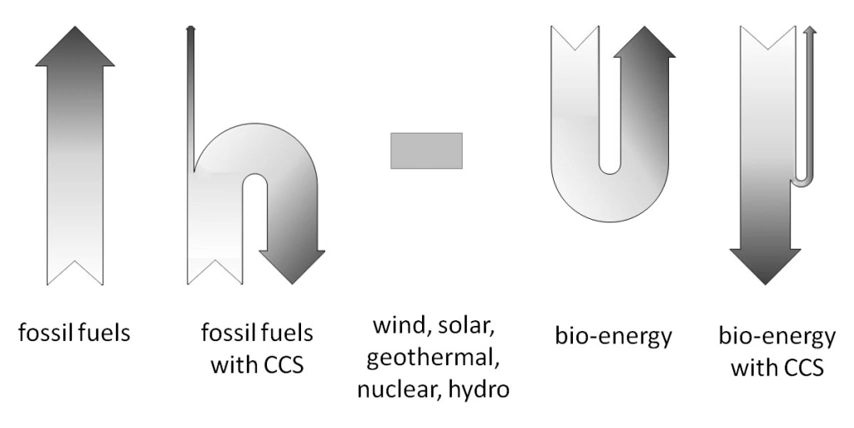 fossil fuels
fossil fuels
with CCS
wind, solar,
geothermal,
nuclear, hydro
bio-energy
bio-energy
with CCS